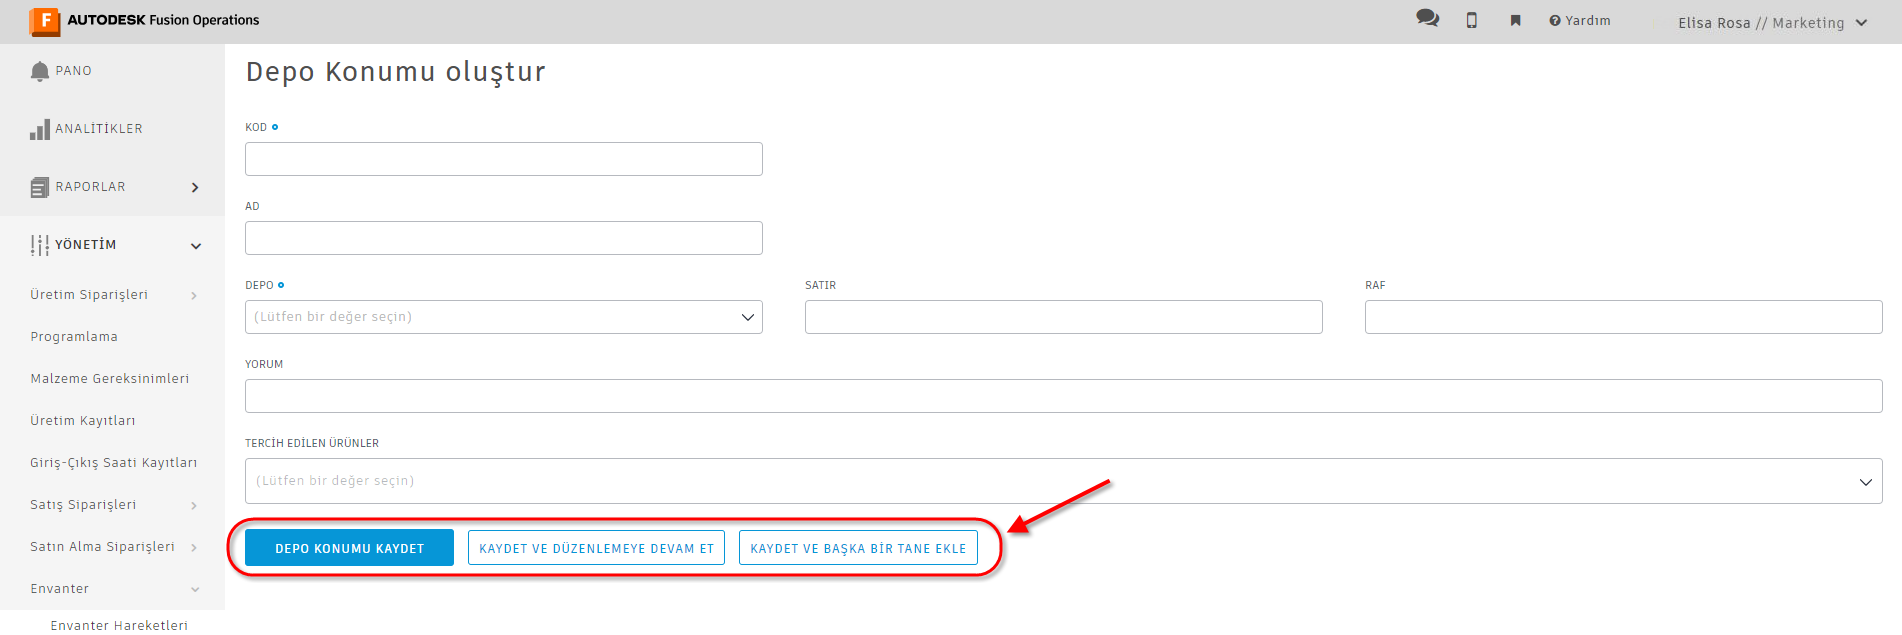 F AUTODESK Fusion Operations
Yardım
Elisa Rosa // Marketing
PANO
ANALİTİKLER
RAPORLAR
YÖNETİM
Üretim Siparişleri
Programlama
Malzeme Gereksinimleri
Üretim Kayıtları
Giriş-Çıkış Saati Kayıtları
Satış Siparişleri
Satın Alma Siparişleri
Envanter
Envanter Hareketleri
Depo Konumu oluştur
KOD
AD
DEPO
(Lütfen bir değer seçin)
SATIR
RAF
YORUM
TERCİH EDİLEN ÜRÜNLER
(Lütfen bir değer seçin)
DEPO KONUMU KAYDET
KAYDET VE DÜZENLEMEYE DEVAM ET
KAYDET VE BAŞKA BİR TANE EKLE